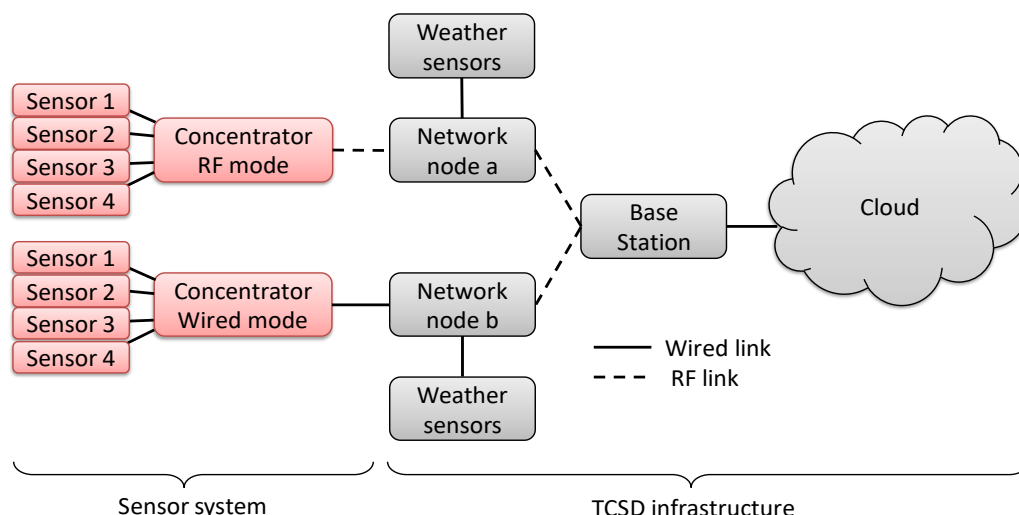 Weather
sensors
Sensor 1
Sensor 2
Sensor 3
Sensor 4
Concentrator
RF mode
Network
node a
Base
Station
Cloud
Sensor 1
Sensor 2
Sensor 3
Sensor 4
Concentrator
Wired mode
Network
node b
Weather
sensors
Wired link
RF link
Sensor system
TCSD infrastructure